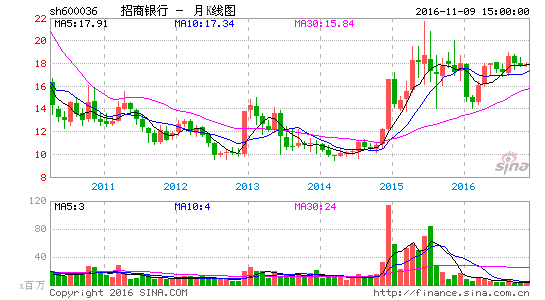 sh600036 招商银行 - 月K线图 2016-11-09 15:00:00
MA5:17.91 MA10:17.34 MA30:15.84
22
20
18
16
14
12
10
8
sina
2011 2012 2013 2014 2015 2016
MA5:3 MA10:4 MA30:24
120
80
40
x百万
Copyright 2016 SINA.COM http://finance.sina.com.cn